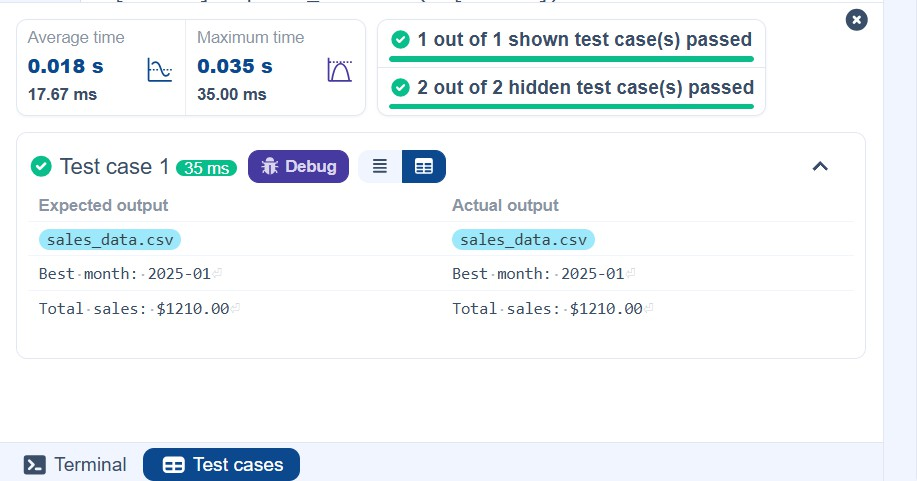 Average time
0.018 s
17.67 ms
Maximum time
0.035 s
35.00 ms
1 out of 1 shown test case(s) passed
2 out of 2 hidden test case(s) passed
Test case 1 35 ms Debug
Expected output Actual output
sales_data.csv sales_data.csv
Best·month:·2025-01⏎ Best·month:·2025-01⏎
Total·sales:·$1210.00⏎ Total·sales:·$1210.00⏎
Terminal Test cases